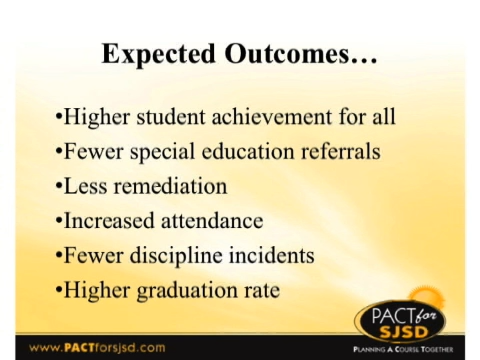 Expected Outcomes…
•Higher student achievement for all
•Fewer special education referrals
•Less remediation
•Increased attendance
•Fewer discipline incidents
•Higher graduation rate
PACT for
SJSD
www.PACTforsjsd.com
PLANNING A COURSE TOGETHER